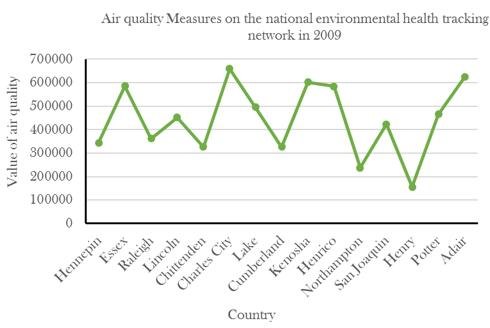 Air quality Measures on the national environmental health tracking
network in 2009
Value of air quality
700000
600000
500000
400000
300000
200000
100000
0
Hennepin
Essex
Raleigh
Lincoln
Chittenden
Charles City
Lake
Cumberland
Kenosha
Henrico
Northampton
San Joaquin
Henry
Potter
Adair
Country